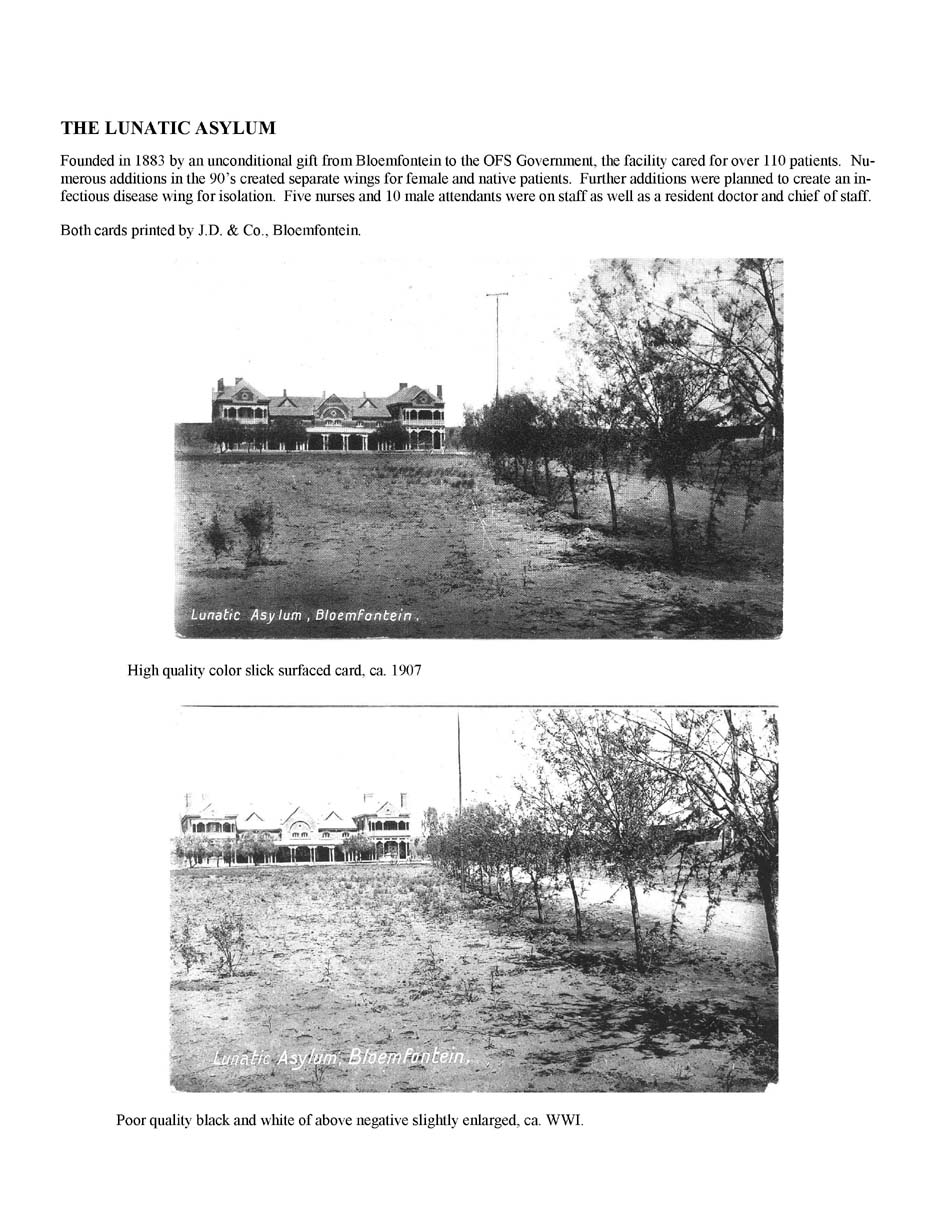 THE LUNATIC ASYLUM
Founded in 1883 by an unconditional gift from Bloemfontein to the OFS Government, the facility cared for over 110 patients.  Nu-
merous additions in the 90's created separate wings for female and native patients.  Further additions were planned to create an in-
fectious disease wing for isolation.  Five nurses and 10 male attendants were on staff as well as a resident doctor and chief of staff.
Both cards printed by J.D. & Co., Bloemfontein.
Lunatic Asylum, Bloemfontein.
High quality color slick surfaced card, ca. 1907
Lunatic Asylum, Bloemfontein.
Poor quality black and white of above negative slightly enlarged, ca. WWI.